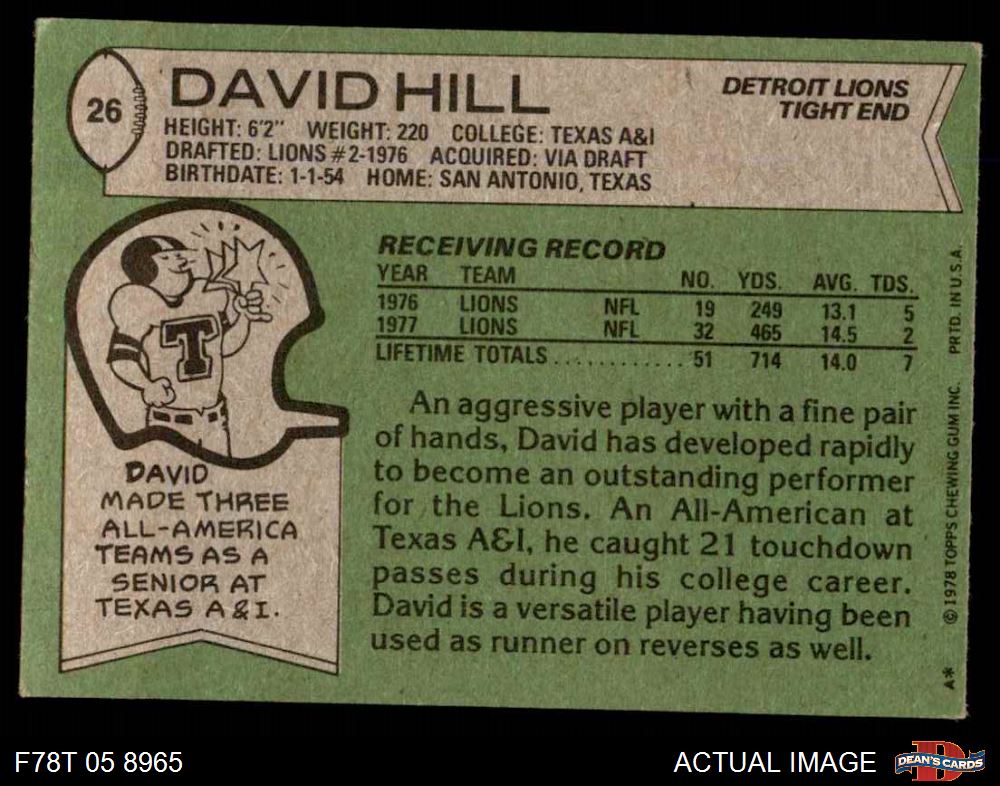 26
DAVID HILL
DETROIT LIONS
TIGHT END
HEIGHT: 6'2" WEIGHT: 220 COLLEGE: TEXAS A&I
DRAFTED: LIONS #2-1976 ACQUIRED: VIA DRAFT
BIRTHDATE: 1-1-54 HOME: SAN ANTONIO, TEXAS
T
DAVID
MADE THREE
ALL-AMERICA
TEAMS AS A
SENIOR AT
TEXAS A & I.
RECEIVING RECORD
YEAR TEAM NO. YDS. AVG. TDS.
1976 LIONS NFL 19 249 13.1 5
1977 LIONS NFL 32 465 14.5 2
LIFETIME TOTALS ............ 51 714 14.0 7
An aggressive player with a fine pair
of hands, David has developed rapidly
to become an outstanding performer
for the Lions. An All-American at
Texas A&I, he caught 21 touchdown
passes during his college career.
David is a versatile player having been
used as runner on reverses as well.
A* © 1978 TOPPS CHEWING GUM INC. PRTD. IN U.S.A.
F78T 05 8965
ACTUAL IMAGE
D
DEAN'S CARDS